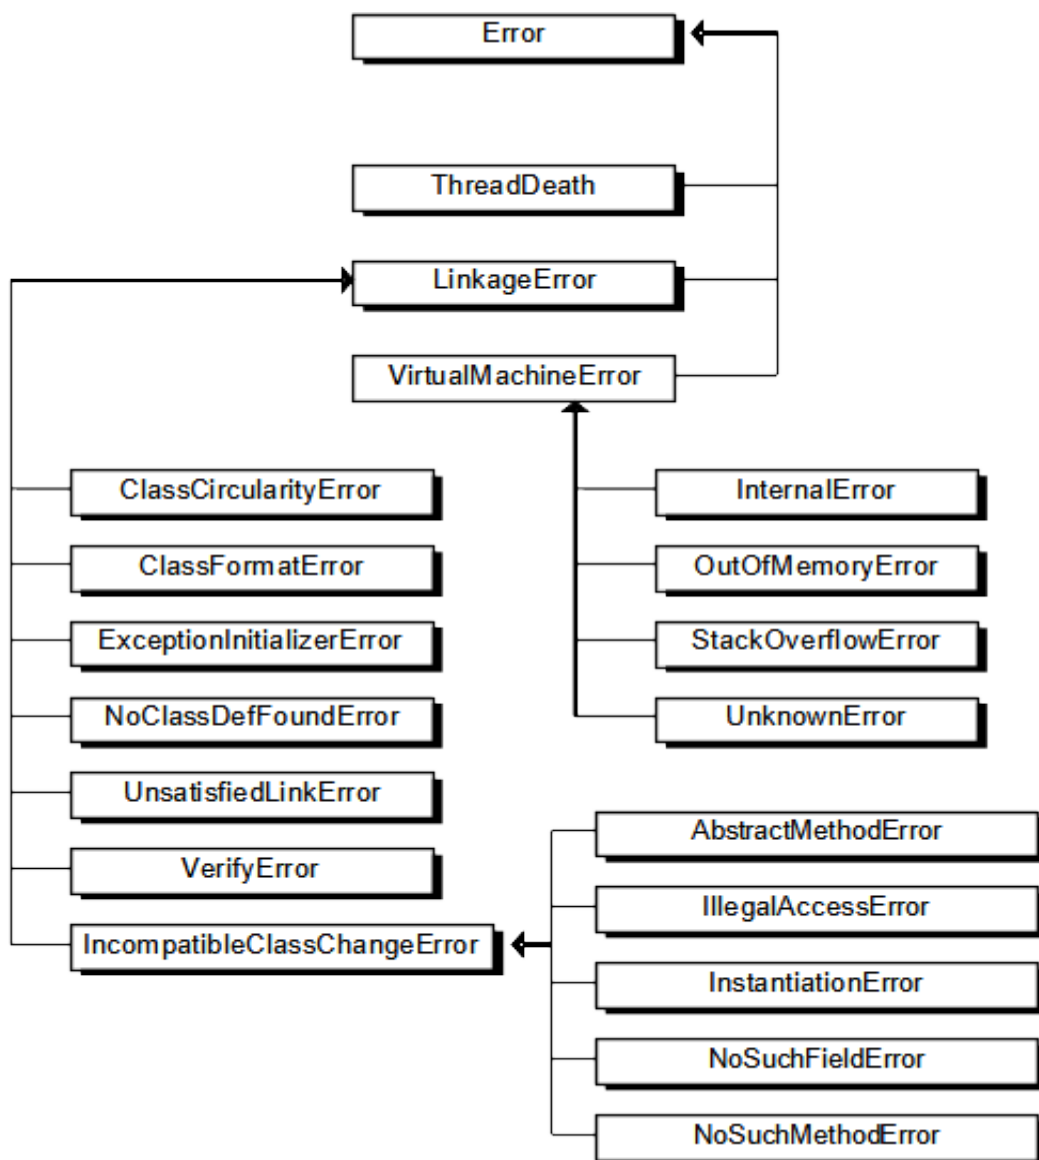 Error
ThreadDeath
LinkageError
VirtualMachineError
ClassCircularityError
ClassFormatError
ExceptionInitializerError
NoClassDefFoundError
UnsatisfiedLinkError
VerifyError
IncompatibleClassChangeError
InternalError
OutOfMemoryError
StackOverflowError
UnknownError
AbstractMethodError
IllegalAccessError
InstantiationError
NoSuchFieldError
NoSuchMethodError